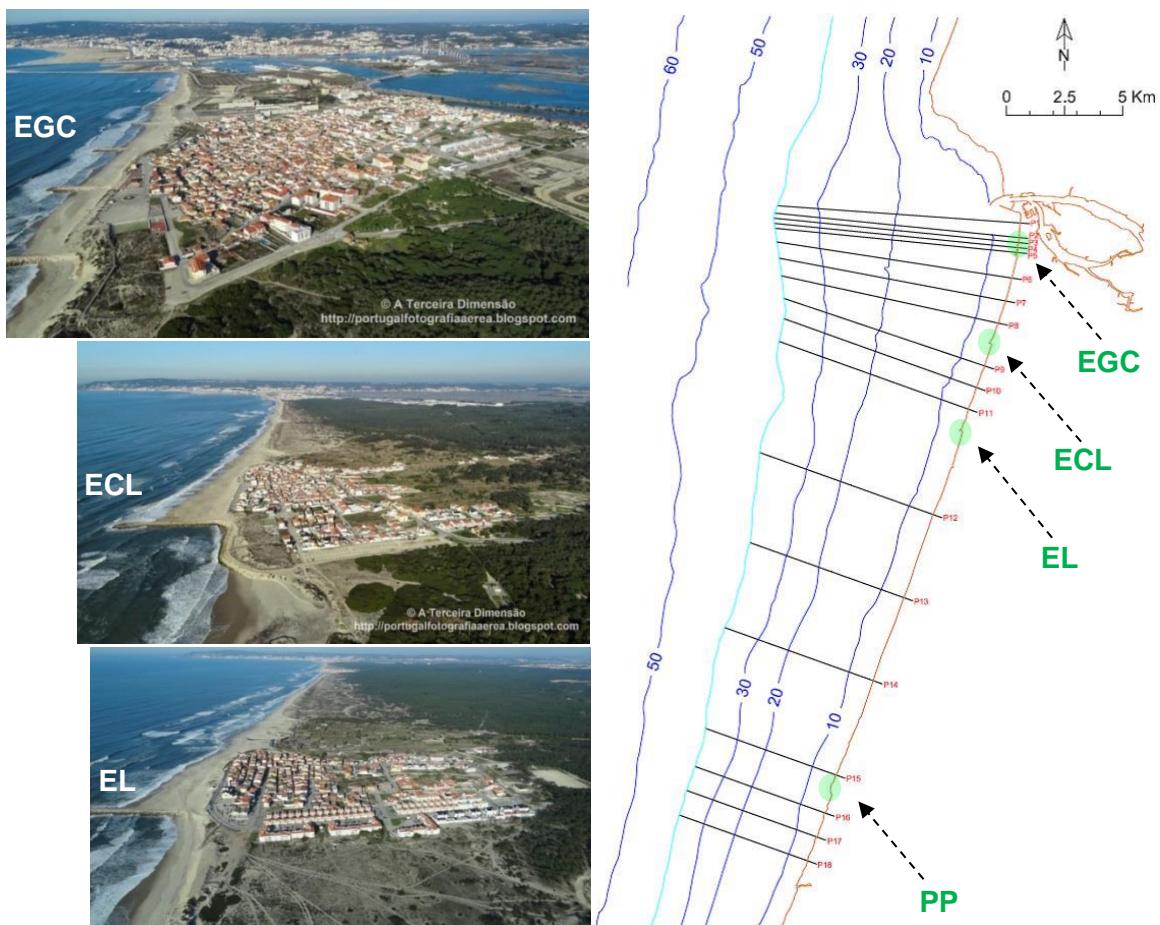 EGC
© A Terceira Dimensão
http://portugalfotografiaaerea.blogspot.com
ECL
© A Terceira Dimensão
http://portugalfotografiaaerea.blogspot.com
EL
60
50
30
20
10
N
0 2.5 5 Km
P1
P6
P7
P8
EGC
P9
P10
P11
ECL
P12
EL
P13
50
30
20
10
P14
P15
P16
P17
P18
PP